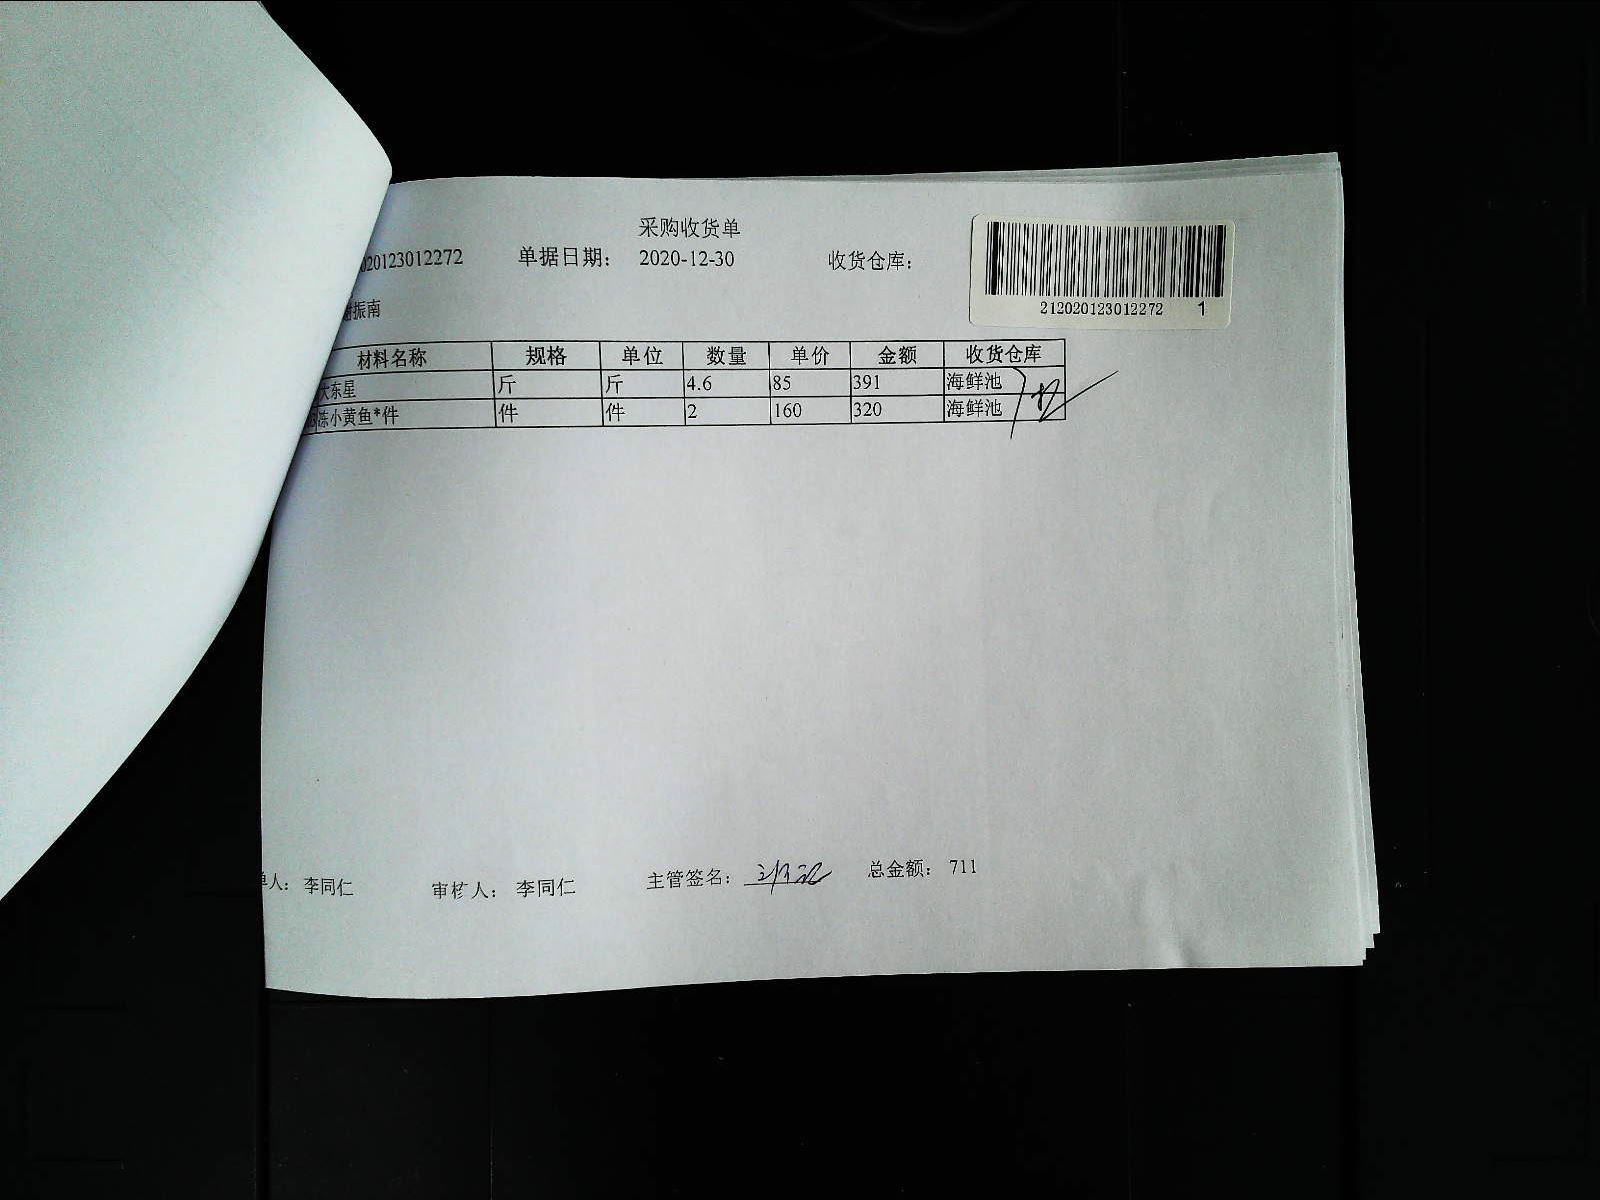 采购收货单
020123012272 单据日期： 2020-12-30 收货仓库：
212020123012272 1
振南
材料名称 规格 单位 数量 单价 金额 收货仓库
大东星 斤 斤 4.6 85 391 海鲜池
冻小黄鱼*件 件 件 2 160 320 海鲜池
单人： 李同仁 审核人： 李同仁 主管签名： 总金额： 711